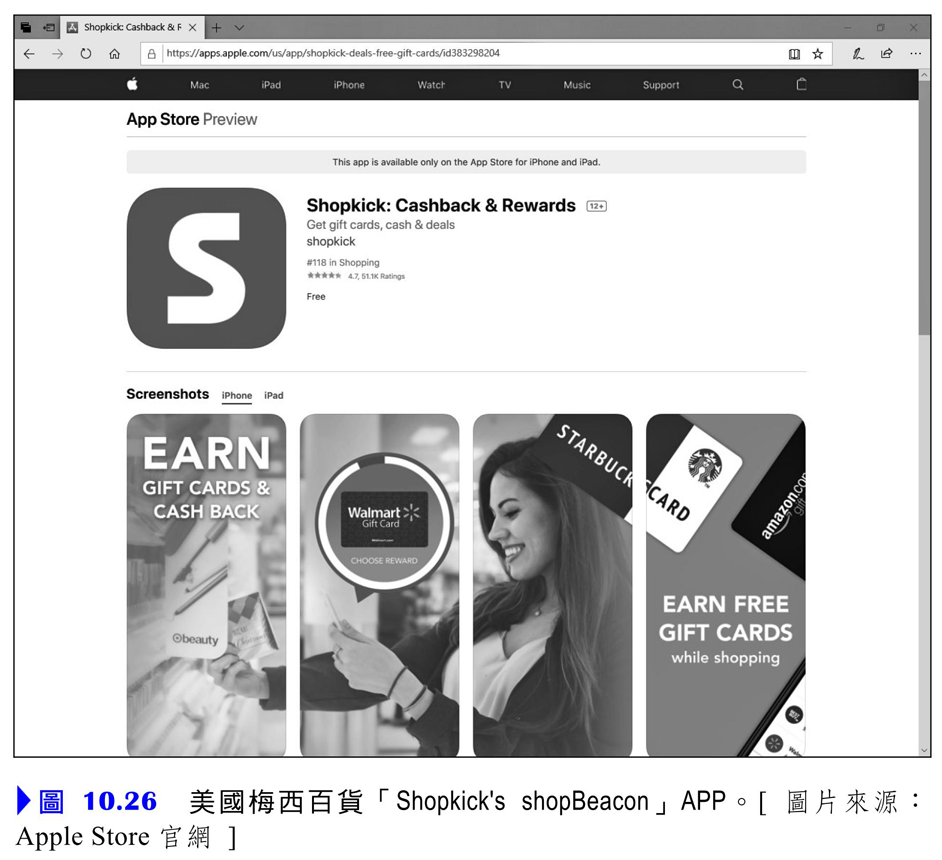 Shopkick: Cashback & R
https://apps.apple.com/us/app/shopkick-deals-free-gift-cards/id383298204
Mac iPad iPhone Watch TV Music Support
App Store Preview
This app is available only on the App Store for iPhone and iPad.
Shopkick: Cashback & Rewards 12+
Get gift cards, cash & deals
shopkick
#118 in Shopping
4.7, 51.1K Ratings
Free
Screenshots iPhone iPad
EARN
GIFT CARDS &
CASH BACK
beauty
Walmart
Gift Card
CHOOSE REWARD
STARBUCKS
CARD
amazon.co
gif
EARN FREE
GIFT CARDS
while shopping
圖 10.26 美國梅西百貨「Shopkick's shopBeacon」APP。[ 圖片來源：
Apple Store 官網 ]